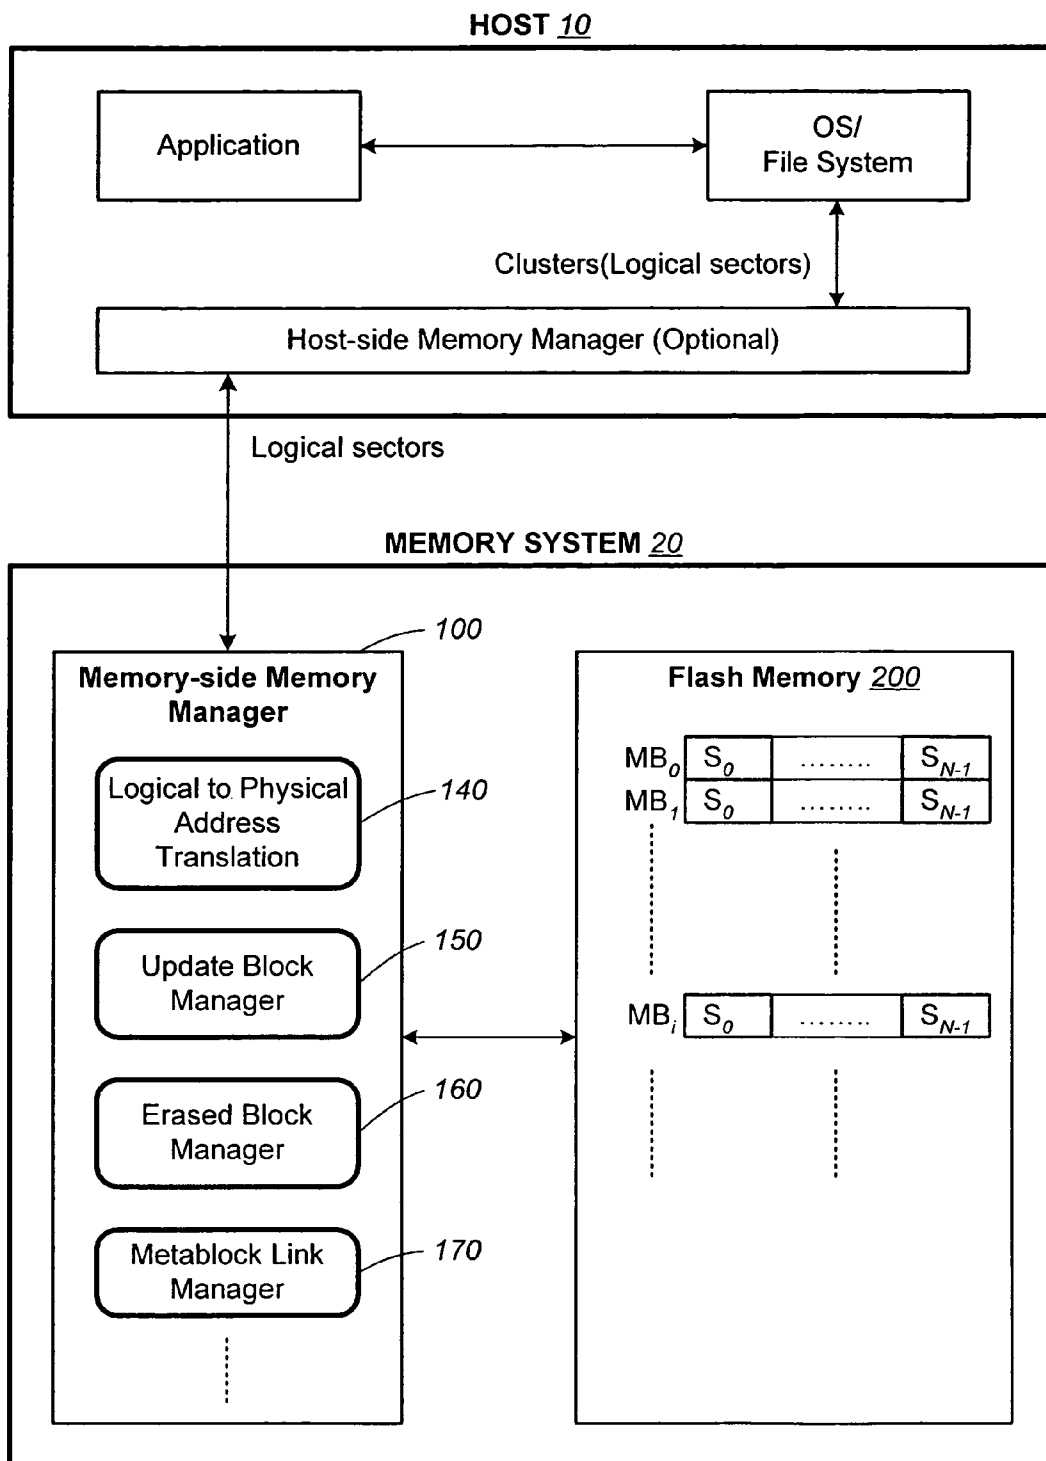 HOST 10
Application
OS/
File System
Clusters(Logical sectors)
Host-side Memory Manager (Optional)
Logical sectors
MEMORY SYSTEM 20
100
Memory-side Memory
Manager
Logical to Physical
Address
Translation
140
Update Block
Manager
150
Erased Block
Manager
160
Metablock Link
Manager
170
Flash Memory 200
MB0 S0 ........ SN-1
MB1 S0 ........ SN-1
MBi S0 ........ SN-1